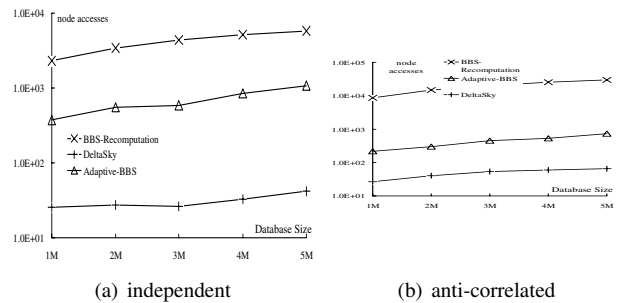 1.0E+04
node accesses
1.0E+03
BBS-Recomputation
DeltaSky
Adaptive-BBS
1.0E+02
Database Size
1.0E+01
1M 2M 3M 4M 5M
(a) independent
node accesses
BBS-Recomputation
Adaptive-BBS
DeltaSky
1.0E+05
1.0E+04
1.0E+03
1.0E+02
1.0E+01
Database Size
1M 2M 3M 4M 5M
(b) anti-correlated